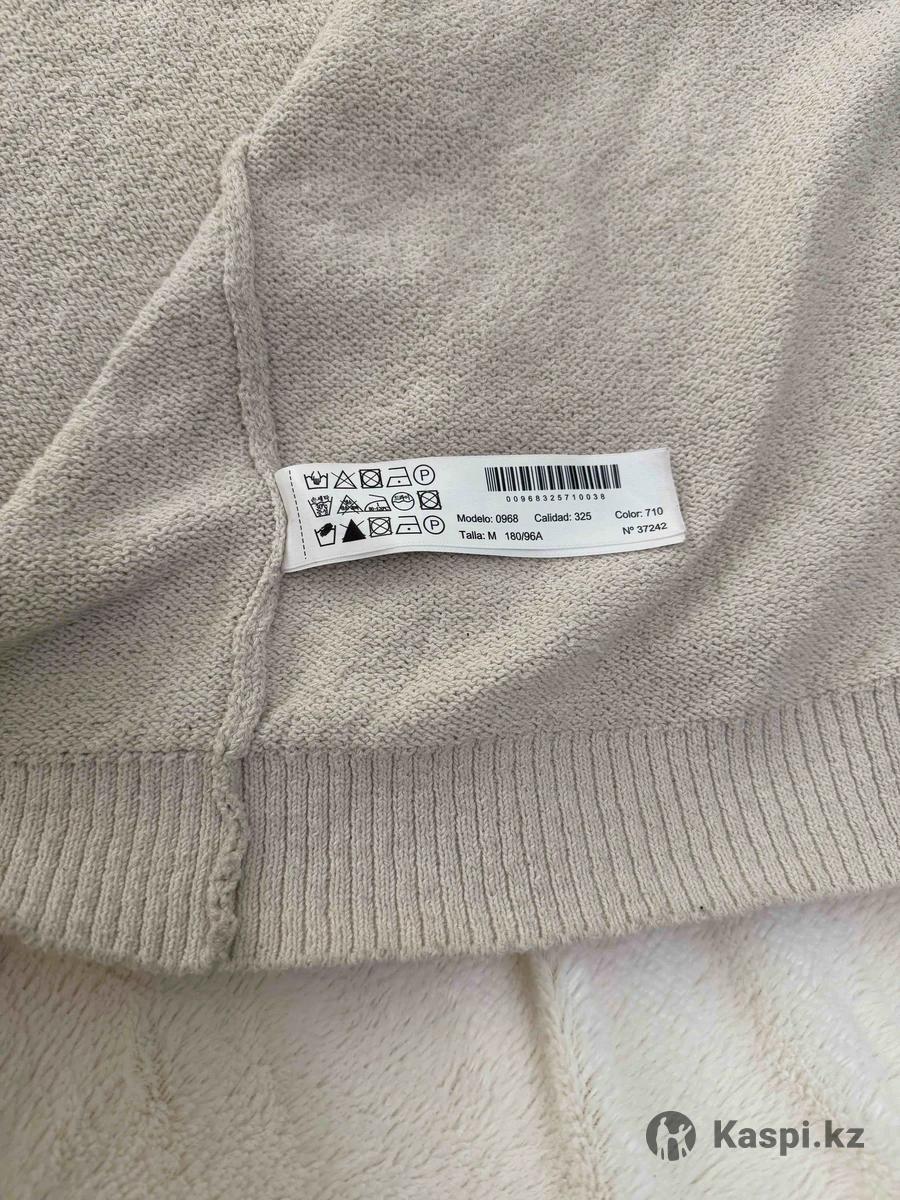 P
00968325710038
Modelo: 0968 Calidad: 325 Color: 710
Talla: M 180/96A Nº 37242
P
Kaspi.kz